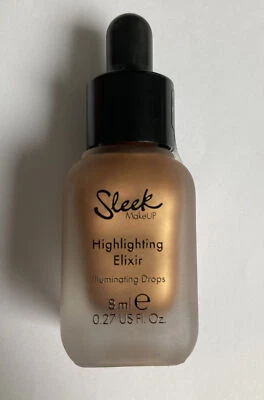 Sleek
MakeUP
Highlighting
Elixir
Illuminating Drops
8 ml ℮
0.27 US Fl. Oz.